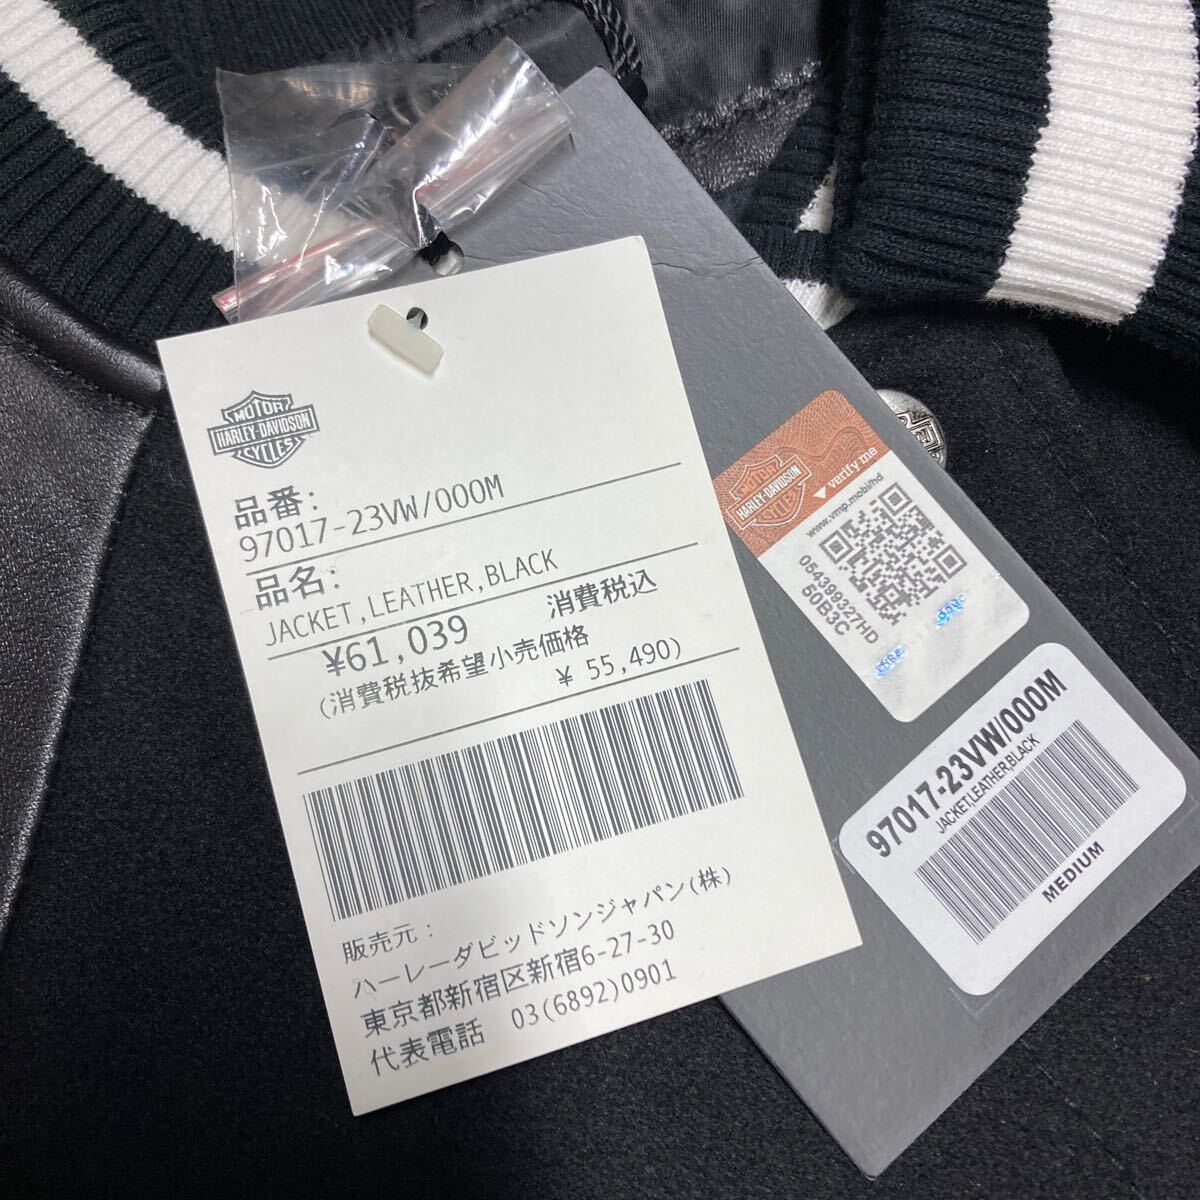 MOTOR
HARLEY-DAVIDSON
CYCLES
品番:
97017-23VW/000M
品名:
JACKET,LEATHER,BLACK
¥61,039 消費税込
(消費税抜希望小売価格
¥ 55,490)
販売元:
ハーレーダビッドソンジャパン(株)
東京都新宿区新宿6-27-30
代表電話 03(6892)0901
MOTOR
HARLEY-DAVIDSON
CYCLES
verify me
www.vmp.mobi/hd
054399327HD
50B3C
97017-23VW/000M
JACKET,LEATHER,BLACK
MEDIUM